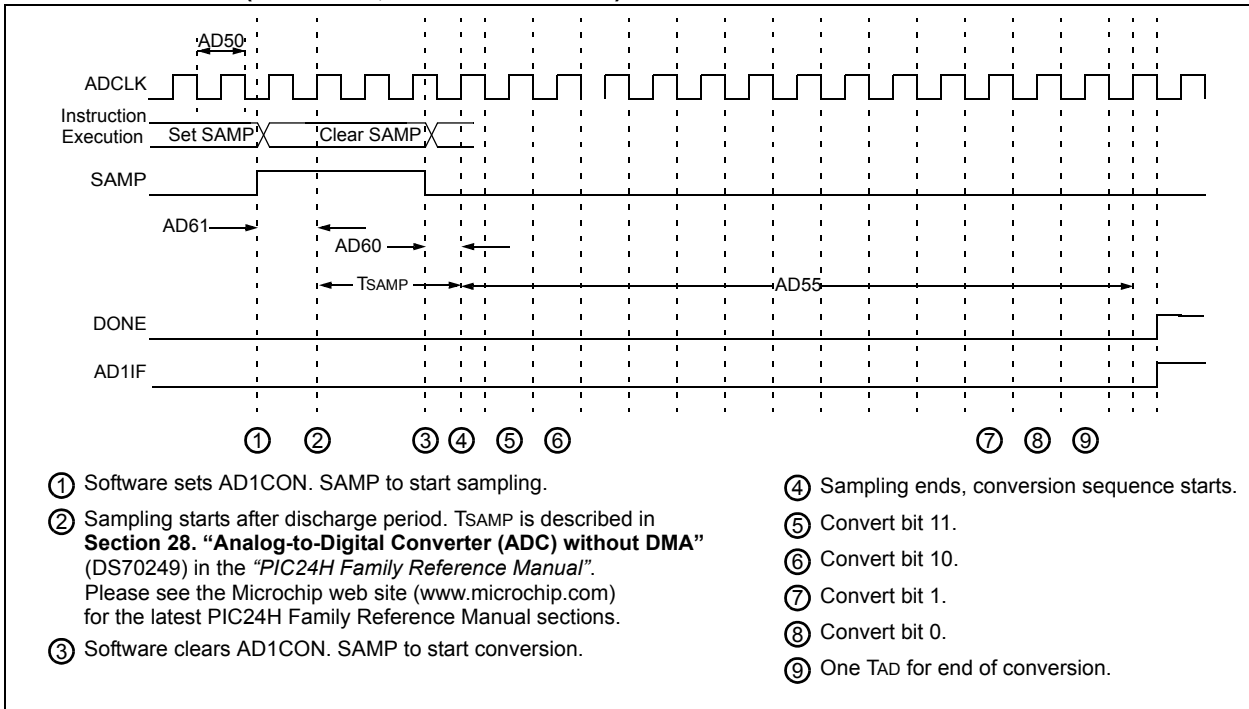 AD50
ADCLK
Instruction
Execution
Set SAMP
Clear SAMP
SAMP
AD61
AD60
TSAMP
AD55
DONE
AD1IF
1 2 3 4 5 6 7 8 9
1 Software sets AD1CON. SAMP to start sampling.
2 Sampling starts after discharge period. TSAMP is described in
Section 28. “Analog-to-Digital Converter (ADC) without DMA”
(DS70249) in the “PIC24H Family Reference Manual”.
Please see the Microchip web site (www.microchip.com)
for the latest PIC24H Family Reference Manual sections.
3 Software clears AD1CON. SAMP to start conversion.
4 Sampling ends, conversion sequence starts.
5 Convert bit 11.
6 Convert bit 10.
7 Convert bit 1.
8 Convert bit 0.
9 One TAD for end of conversion.